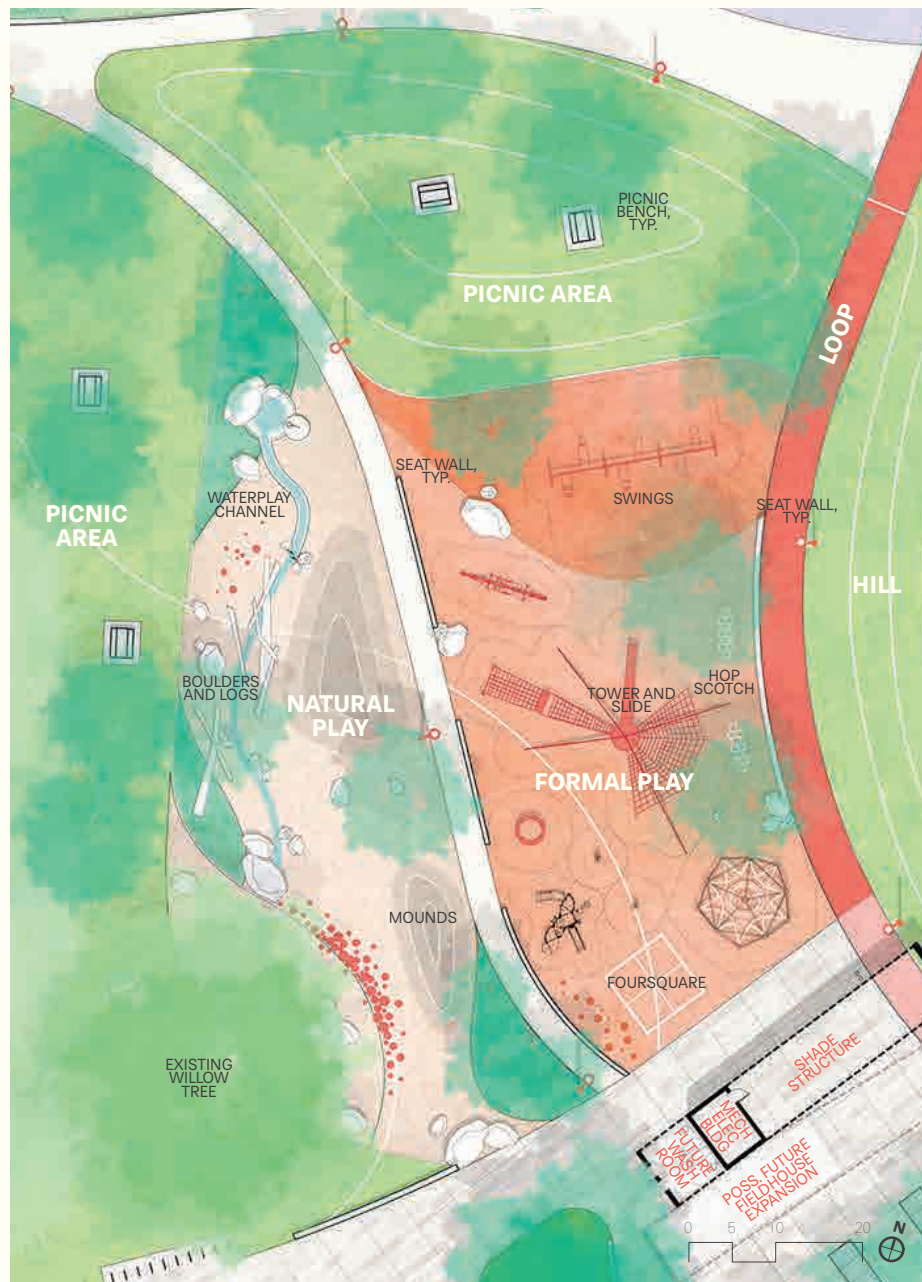 PICNIC
BENCH,
TYP.
PICNIC AREA
LOOP
SEAT WALL,
TYP.
WATERPLAY
CHANNEL
SWINGS
SEAT WALL,
TYP.
PICNIC
AREA
HILL
BOULDERS
AND LOGS
NATURAL
PLAY
TOWER AND
SLIDE
HOP
SCOTCH
FORMAL PLAY
MOUNDS
FOURSQUARE
EXISTING
WILLOW
TREE
SHADE
STRUCTURE
MECH
ELEC
BLDG
FUTURE
WASH
ROOM
POSS. FUTURE
FIELDHOUSE
EXPANSION
0 5 10 20
N